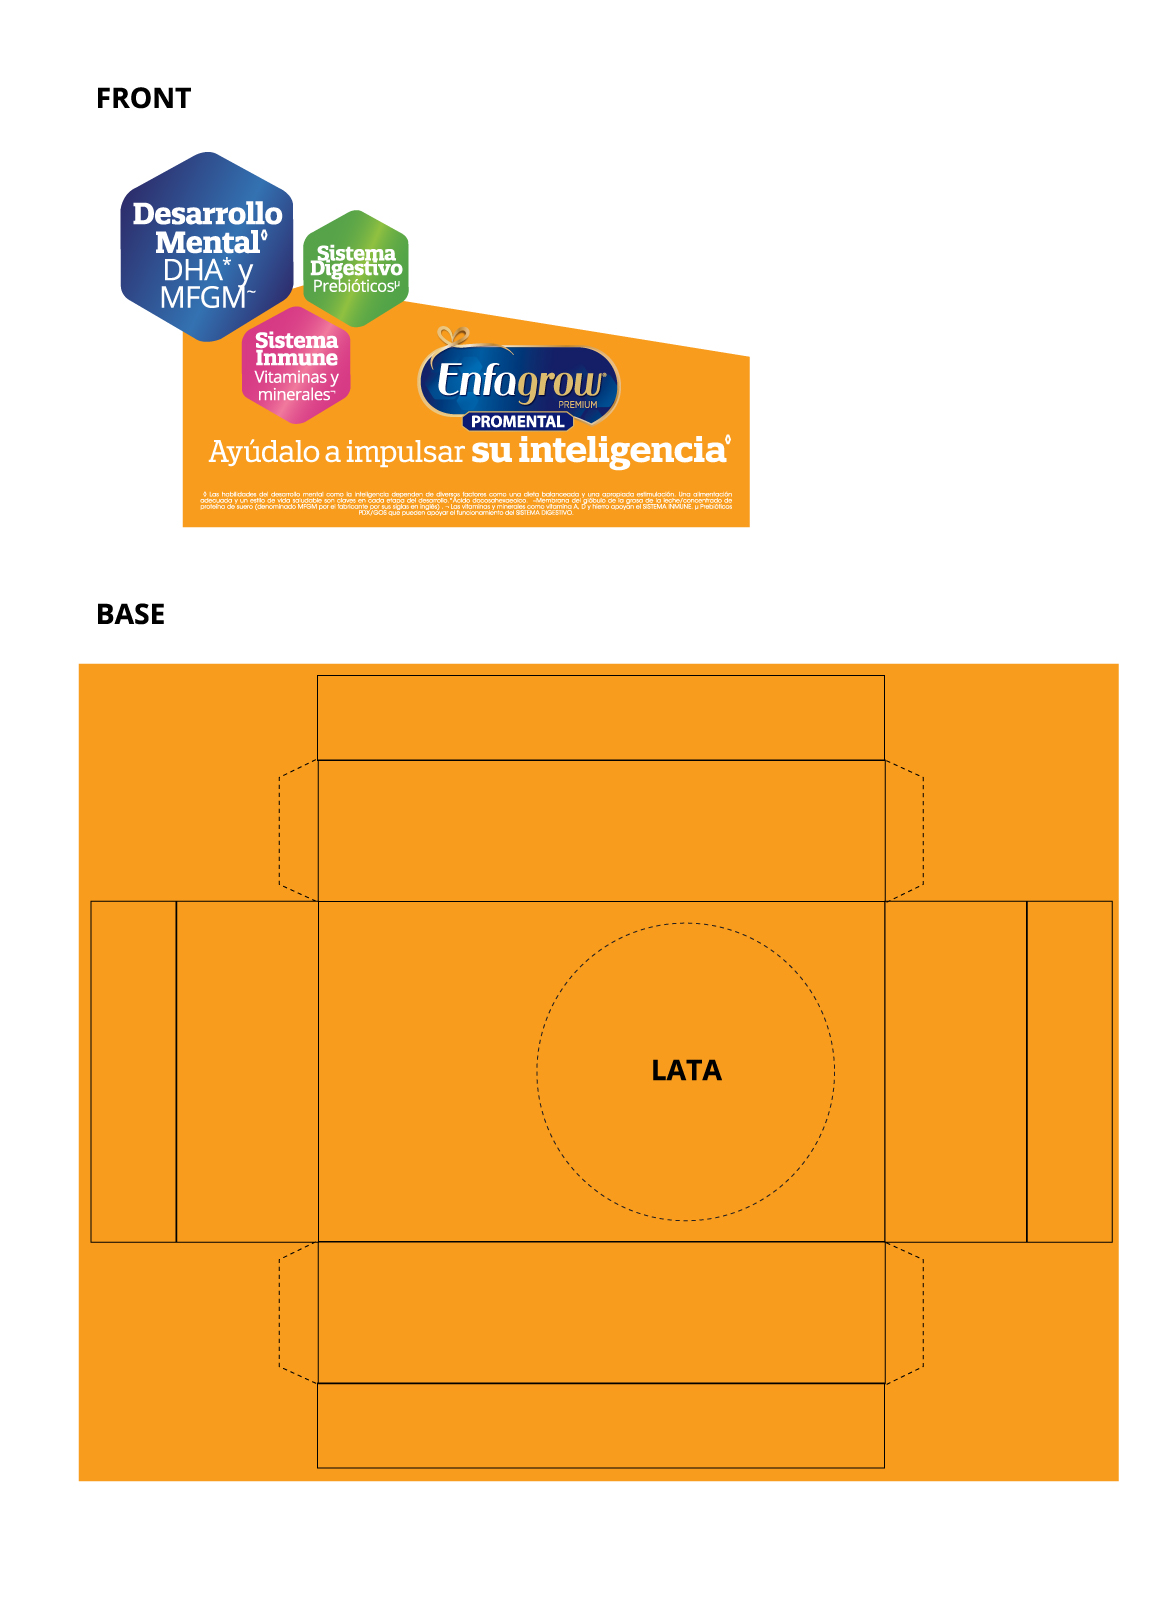 FRONT
Desarrollo
Mental◊
DHA* y
MFGM~
Sistema
Digestivo
Prebióticosµ
Sistema
Inmune
Vitaminas y
minerales¬
Enfagrow®
PREMIUM
PROMENTAL
Ayúdalo a impulsar su inteligencia◊
◊ Las habilidades del desarrollo mental como la inteligencia dependen de diversos factores como una dieta balanceada y una apropiada estimulación. Una alimentación
adecuada y un estilo de vida saludable son claves en cada etapa del desarrollo.*Ácido docosahexaeoico. ~Membrana del glóbulo de la grasa de la leche/concentrado de
proteína de suero (denominado MFGM por el fabricante por sus siglas en inglés) . ¬ Las vitaminas y minerales como vitamina A, D y hierro apoyan el SISTEMA INMUNE. µ Prebióticos
PDX/GOS que pueden apoyar el funcionamiento del SISTEMA DIGESTIVO.
BASE
LATA